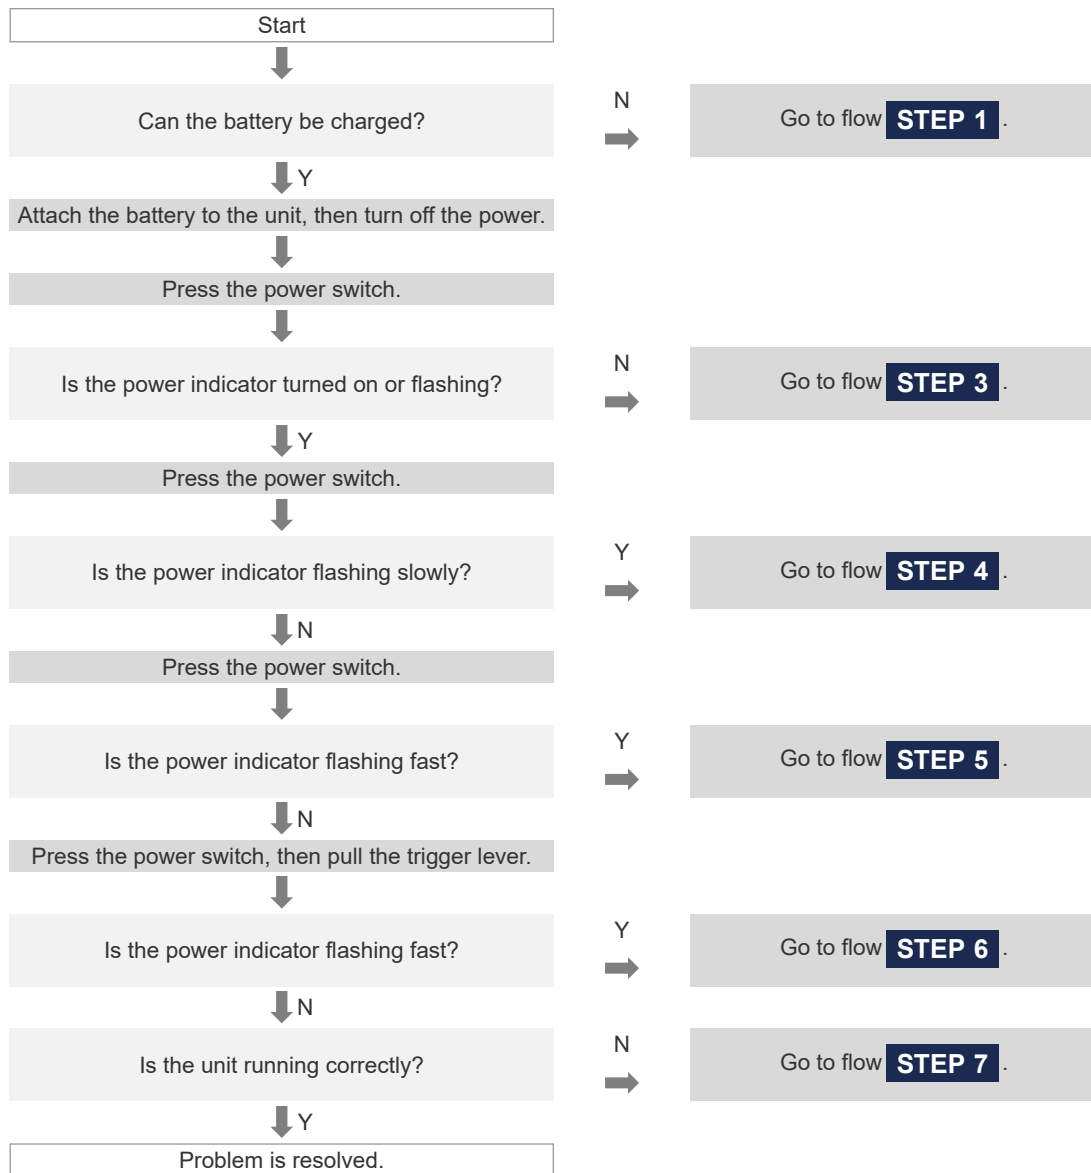 Start
Can the battery be charged?
N
Go to flow STEP 1 .
Y
Attach the battery to the unit, then turn off the power.
Press the power switch.
Is the power indicator turned on or flashing?
N
Go to flow STEP 3 .
Y
Press the power switch.
Is the power indicator flashing slowly?
Y
Go to flow STEP 4 .
N
Press the power switch.
Is the power indicator flashing fast?
Y
Go to flow STEP 5 .
N
Press the power switch, then pull the trigger lever.
Is the power indicator flashing fast?
Y
Go to flow STEP 6 .
N
Is the unit running correctly?
N
Go to flow STEP 7 .
Y
Problem is resolved.